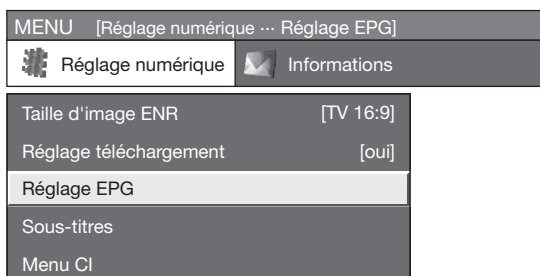 MENU [Réglage numérique ··· Réglage EPG]
Réglage numérique Informations
Taille d'image ENR [TV 16:9]
Réglage téléchargement [oui]
Réglage EPG
Sous-titres
Menu CI